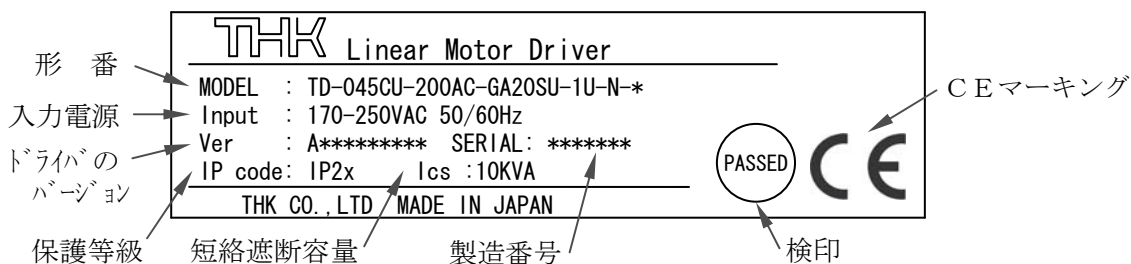 THK Linear Motor Driver
形 番
MODEL : TD-045CU-200AC-GA20SU-1U-N-*
CEマーキング
入力電源
Input : 170-250VAC 50/60Hz
Ver : A********* SERIAL: *******
ドライバの
バージョン
IP code: IP2x Ics :10KVA
PASSED
CE
THK CO.,LTD MADE IN JAPAN
保護等級
短絡遮断容量
製造番号
検印